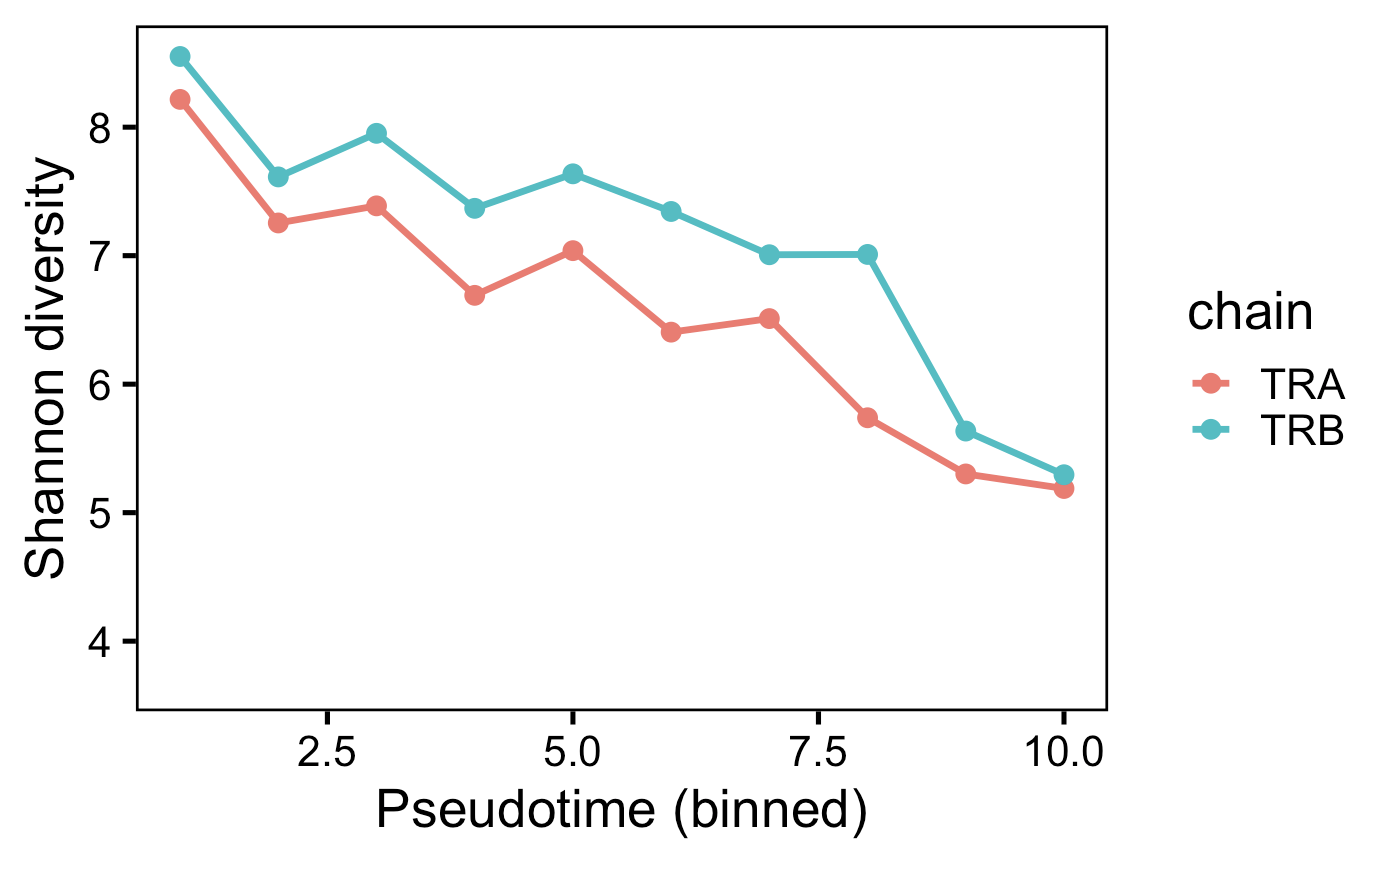 Shannon diversity
8
7
6
5
4
2.5 5.0 7.5 10.0
Pseudotime (binned)
chain
TRA
TRB